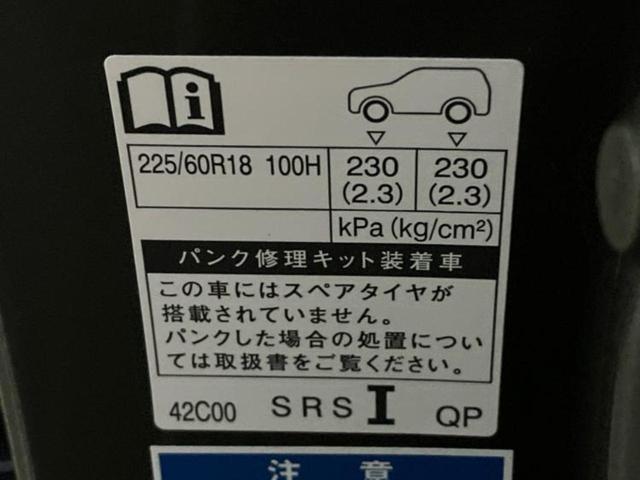 225/60R18 100H 230 230
(2.3) (2.3)
kPa (kg/cm²)
パンク修理キット装着車
この車にはスペアタイヤが
搭載されていません。
パンクした場合の処置につい
ては取扱書をご覧ください。
42C00 SRS I QP
注 意